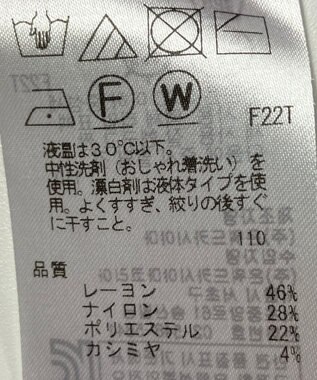 F W F22T
液温は30℃以下。
中性洗剤（おしゃれ着洗い）を
使用。漂白剤は液体タイプを使
用。よくすすぎ、絞りの後すぐ
に干すこと。
110
品質
レーヨン 46%
ナイロン 28%
ポリエステル 22%
カシミヤ 4%